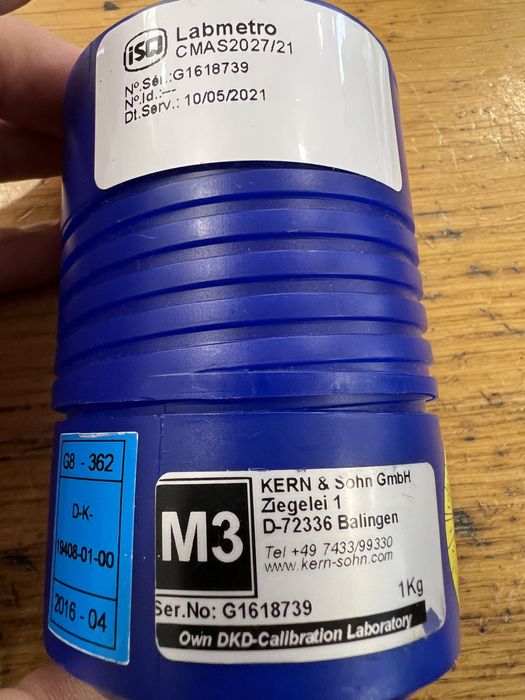 isq Labmetro
CMAS2027/21
Nº.Sér.:G1618739
Nº.Id.:--
Dt.Serv.: 10/05/2021
G8 - 362
D-K-
19408-01-00
2016 - 04
M3
KERN & Sohn GmbH
Ziegelei 1
D-72336 Balingen
Tel +49 7433/99330
www.kern-sohn.com
1Kg
Ser.No: G1618739
Own DKD-Calibration Laboratory